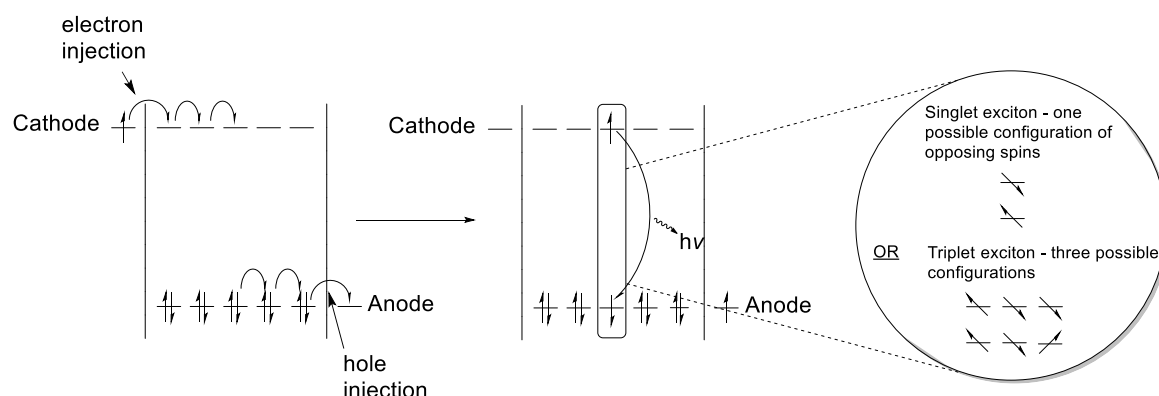 electron
injection
Cathode
Anode
hole
injection
Cathode
hν
Anode
Singlet exciton - one
possible configuration of
opposing spins
OR
Triplet exciton - three possible
configurations